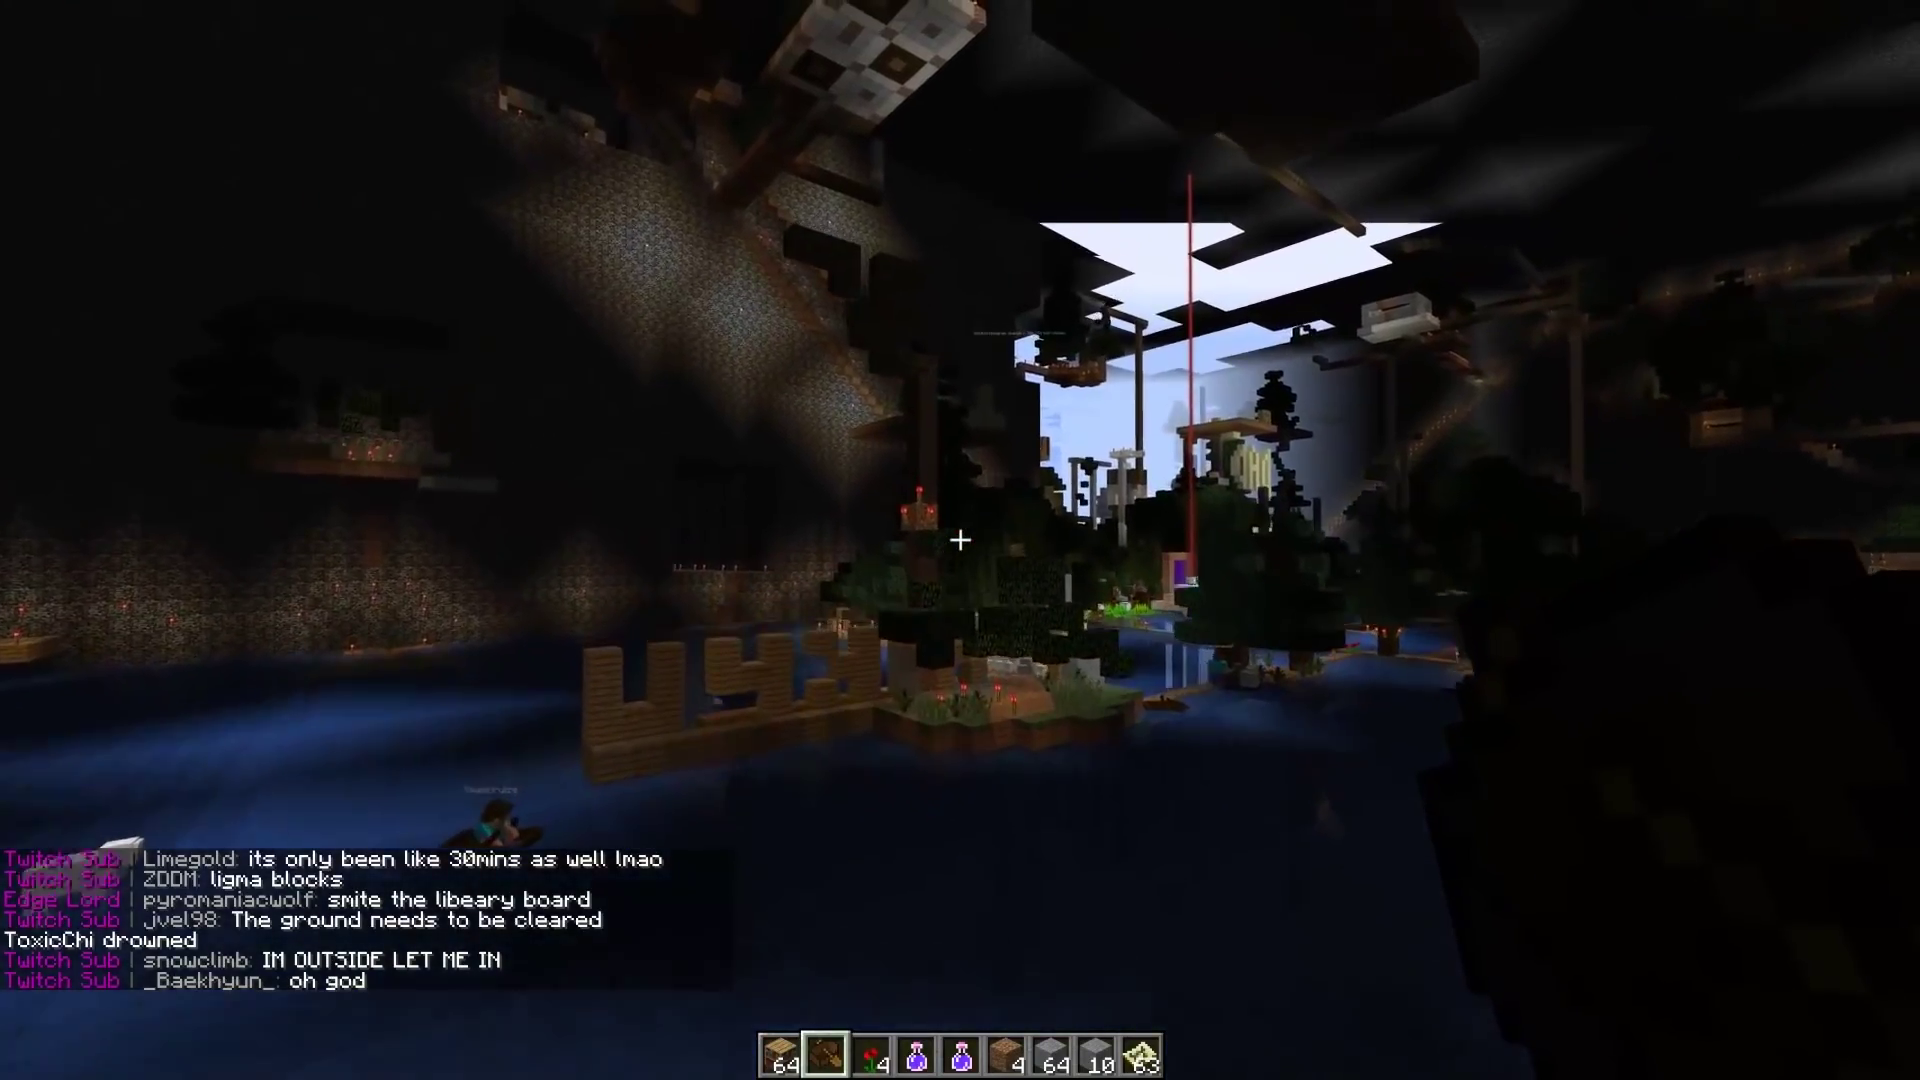 Twitch Sub | Limegold: its only been like 30mins as well lmao
Twitch Sub | ZDDM: ligma blocks
Edge Lord | pyromaniacwolf: smite the libeary board
Twitch Sub | jvel98: The ground needs to be cleared
ToxicChi drowned
Twitch Sub | snowclimb: IM OUTSIDE LET ME IN
Twitch Sub | _Baekhyun_: oh god
64 4 4 64 10 63